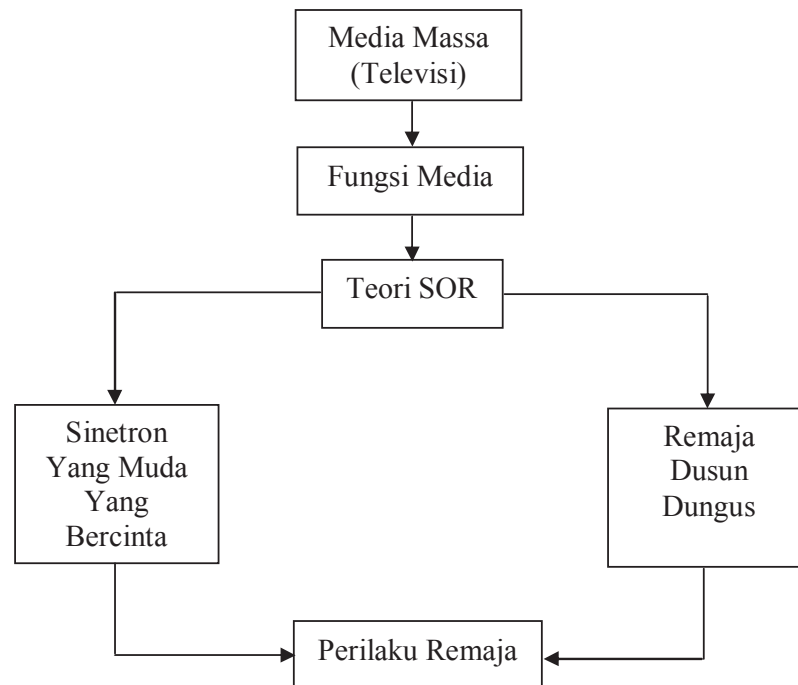 Media Massa
(Televisi)
Fungsi Media
Teori SOR
Sinetron
Yang Muda
Yang
Bercinta
Remaja
Dusun
Dungus
Perilaku Remaja